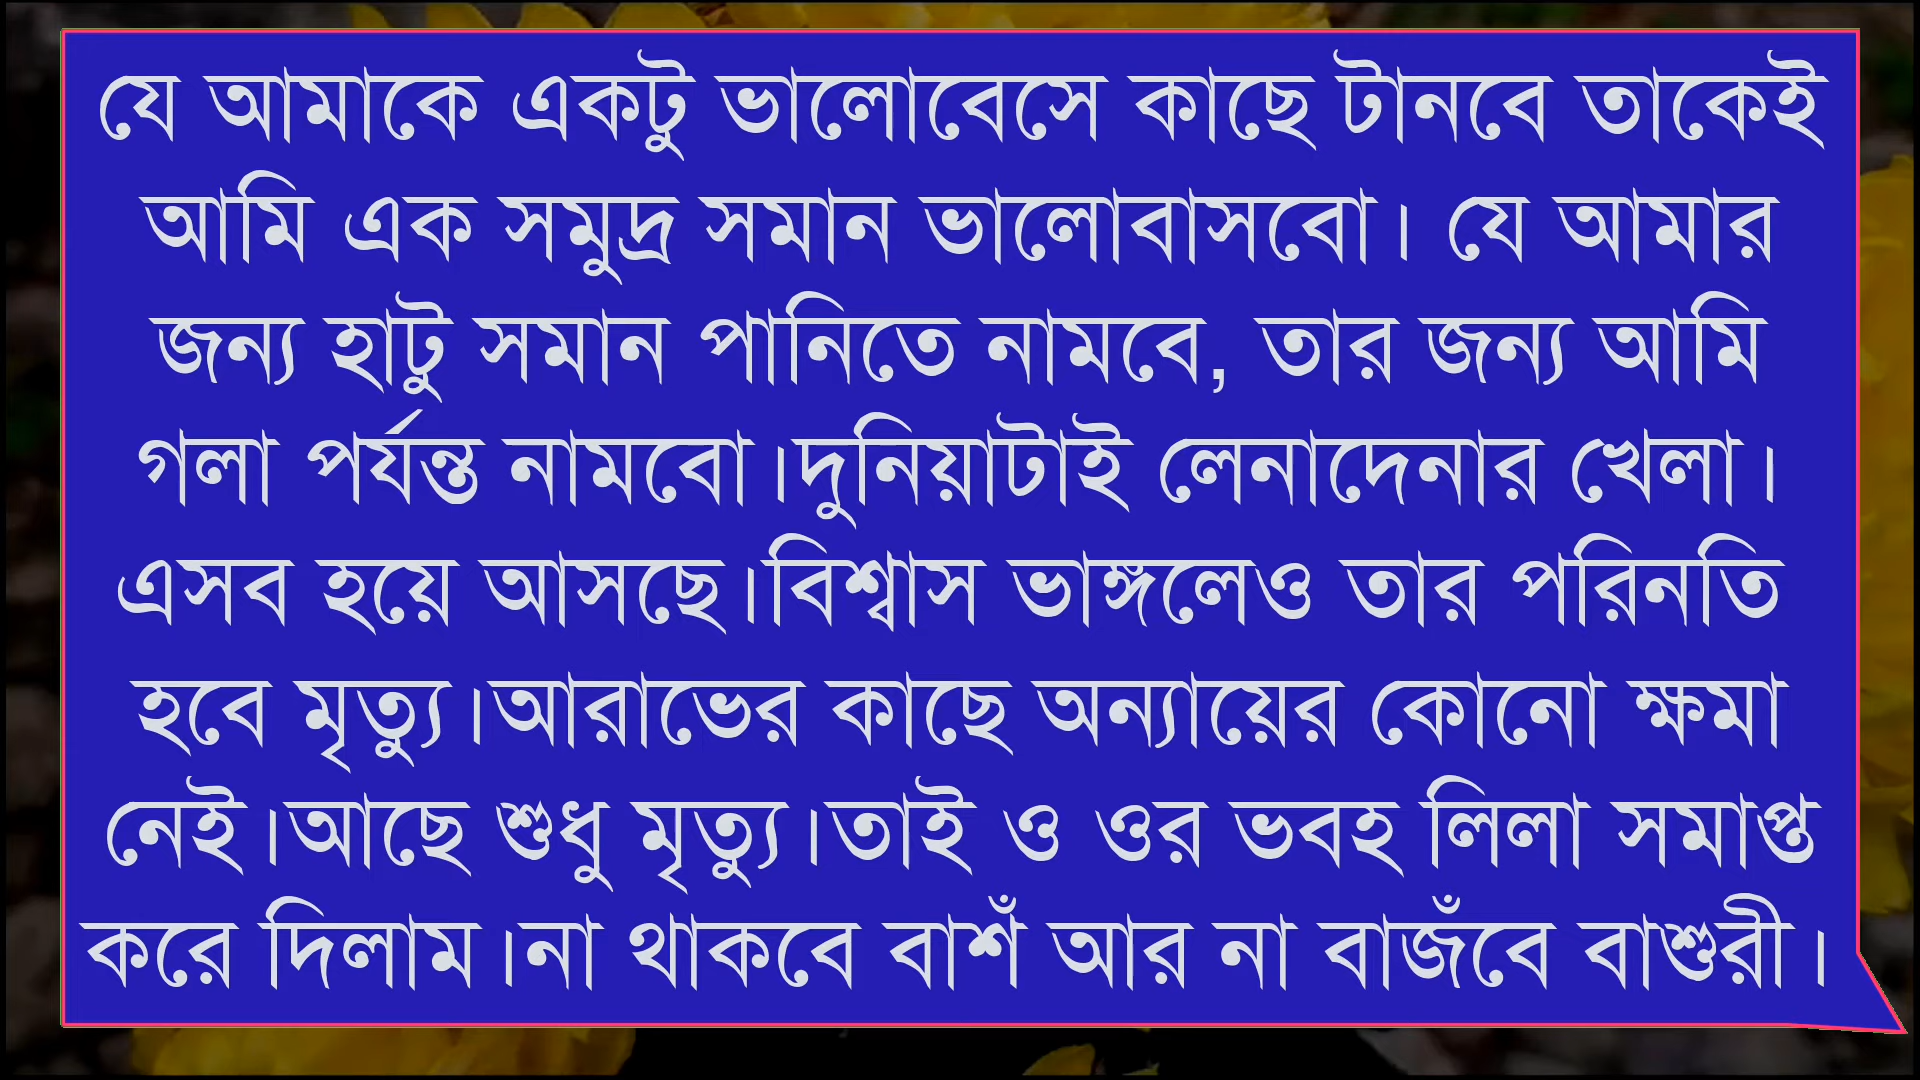 যে আমাকে একটু ভালোবেসে কাছে টানবে তাকেই
আমি এক সমুদ্র সমান ভালোবাসবো। যে আমার
জন্য হাটু সমান পানিতে নামবে, তার জন্য আমি
গলা পর্যন্ত নামবো।দুনিয়াটাই লেনাদেনার খেলা।
এসব হয়ে আসছে।বিশ্বাস ভাঙ্গলেও তার পরিনতি
হবে মৃত্যু।আরাভের কাছে অন্যায়ের কোনো ক্ষমা
নেই।আছে শুধু মৃত্যু।তাই ও ওর ভবহ লিলা সমাপ্ত
করে দিলাম।না থাকবে বাশঁ আর না বাজঁবে বাশুরী।